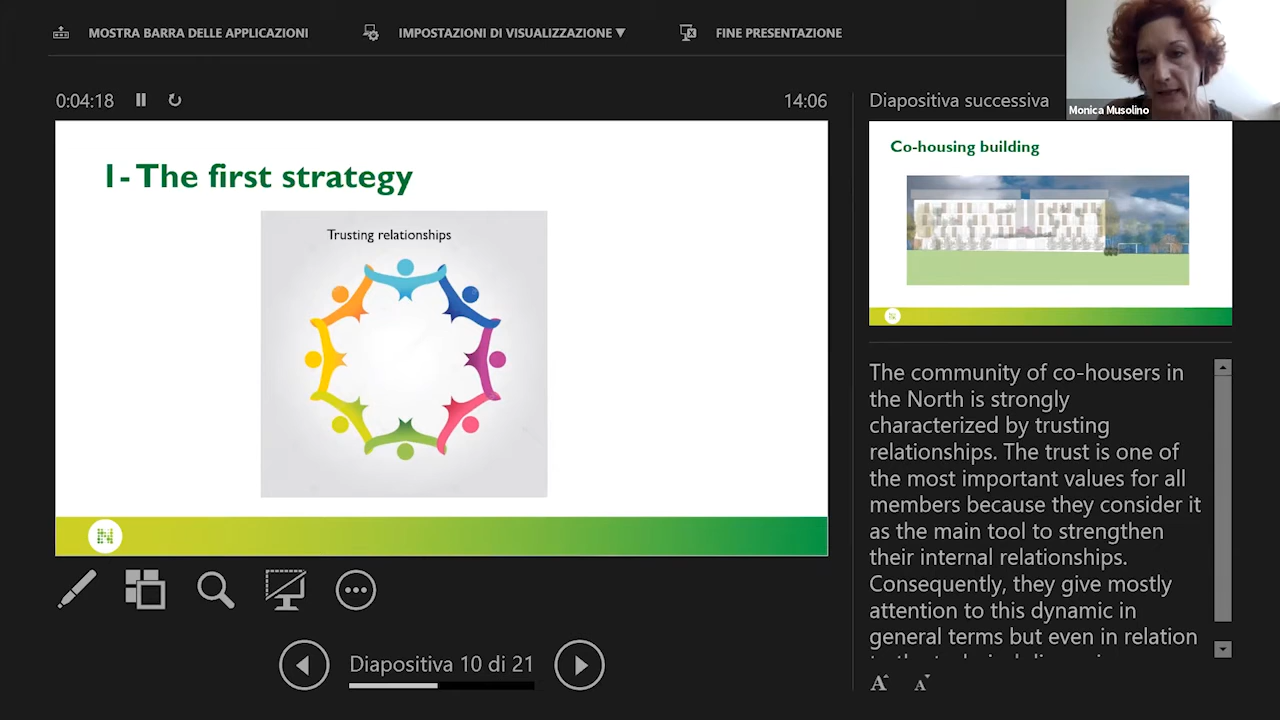 MOSTRA BARRA DELLE APPLICAZIONI
IMPOSTAZIONI DI VISUALIZZAZIONE ▼
FINE PRESENTAZIONE
Monica Musolino
0:04:18
14:06
1- The first strategy
Trusting relationships
N
Diapositiva 10 di 21
Diapositiva successiva
Co-housing building
The community of co-housers in
the North is strongly
characterized by trusting
relationships. The trust is one of
the most important values for all
members because they consider it
as the main tool to strengthen
their internal relationships.
Consequently, they give mostly
attention to this dynamic in
general terms but even in relation
A A